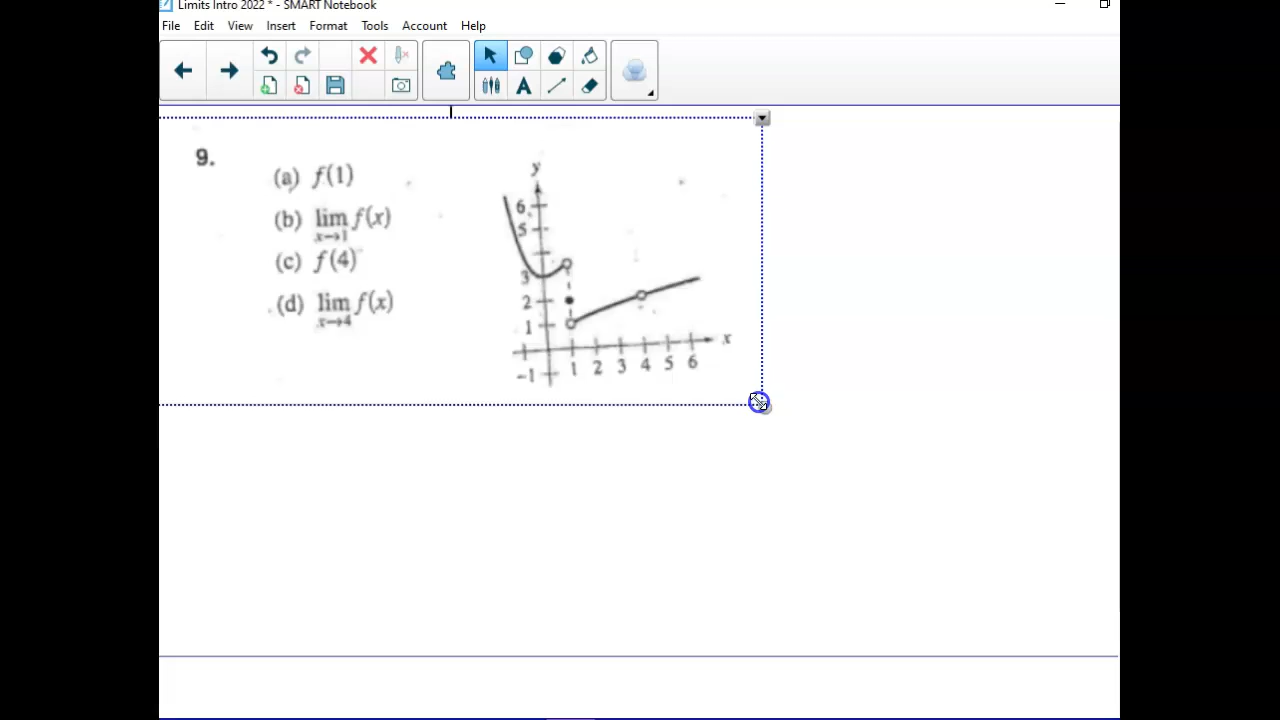 Limits Intro 2022 * - SMART Notebook
File Edit View Insert Format Tools Account Help
9.
(a) f(1)
(b) lim f(x)
x→1
(c) f(4)
(d) lim f(x)
x→4
y
6
5
3
2
1
-1
1 2 3 4 5 6
x